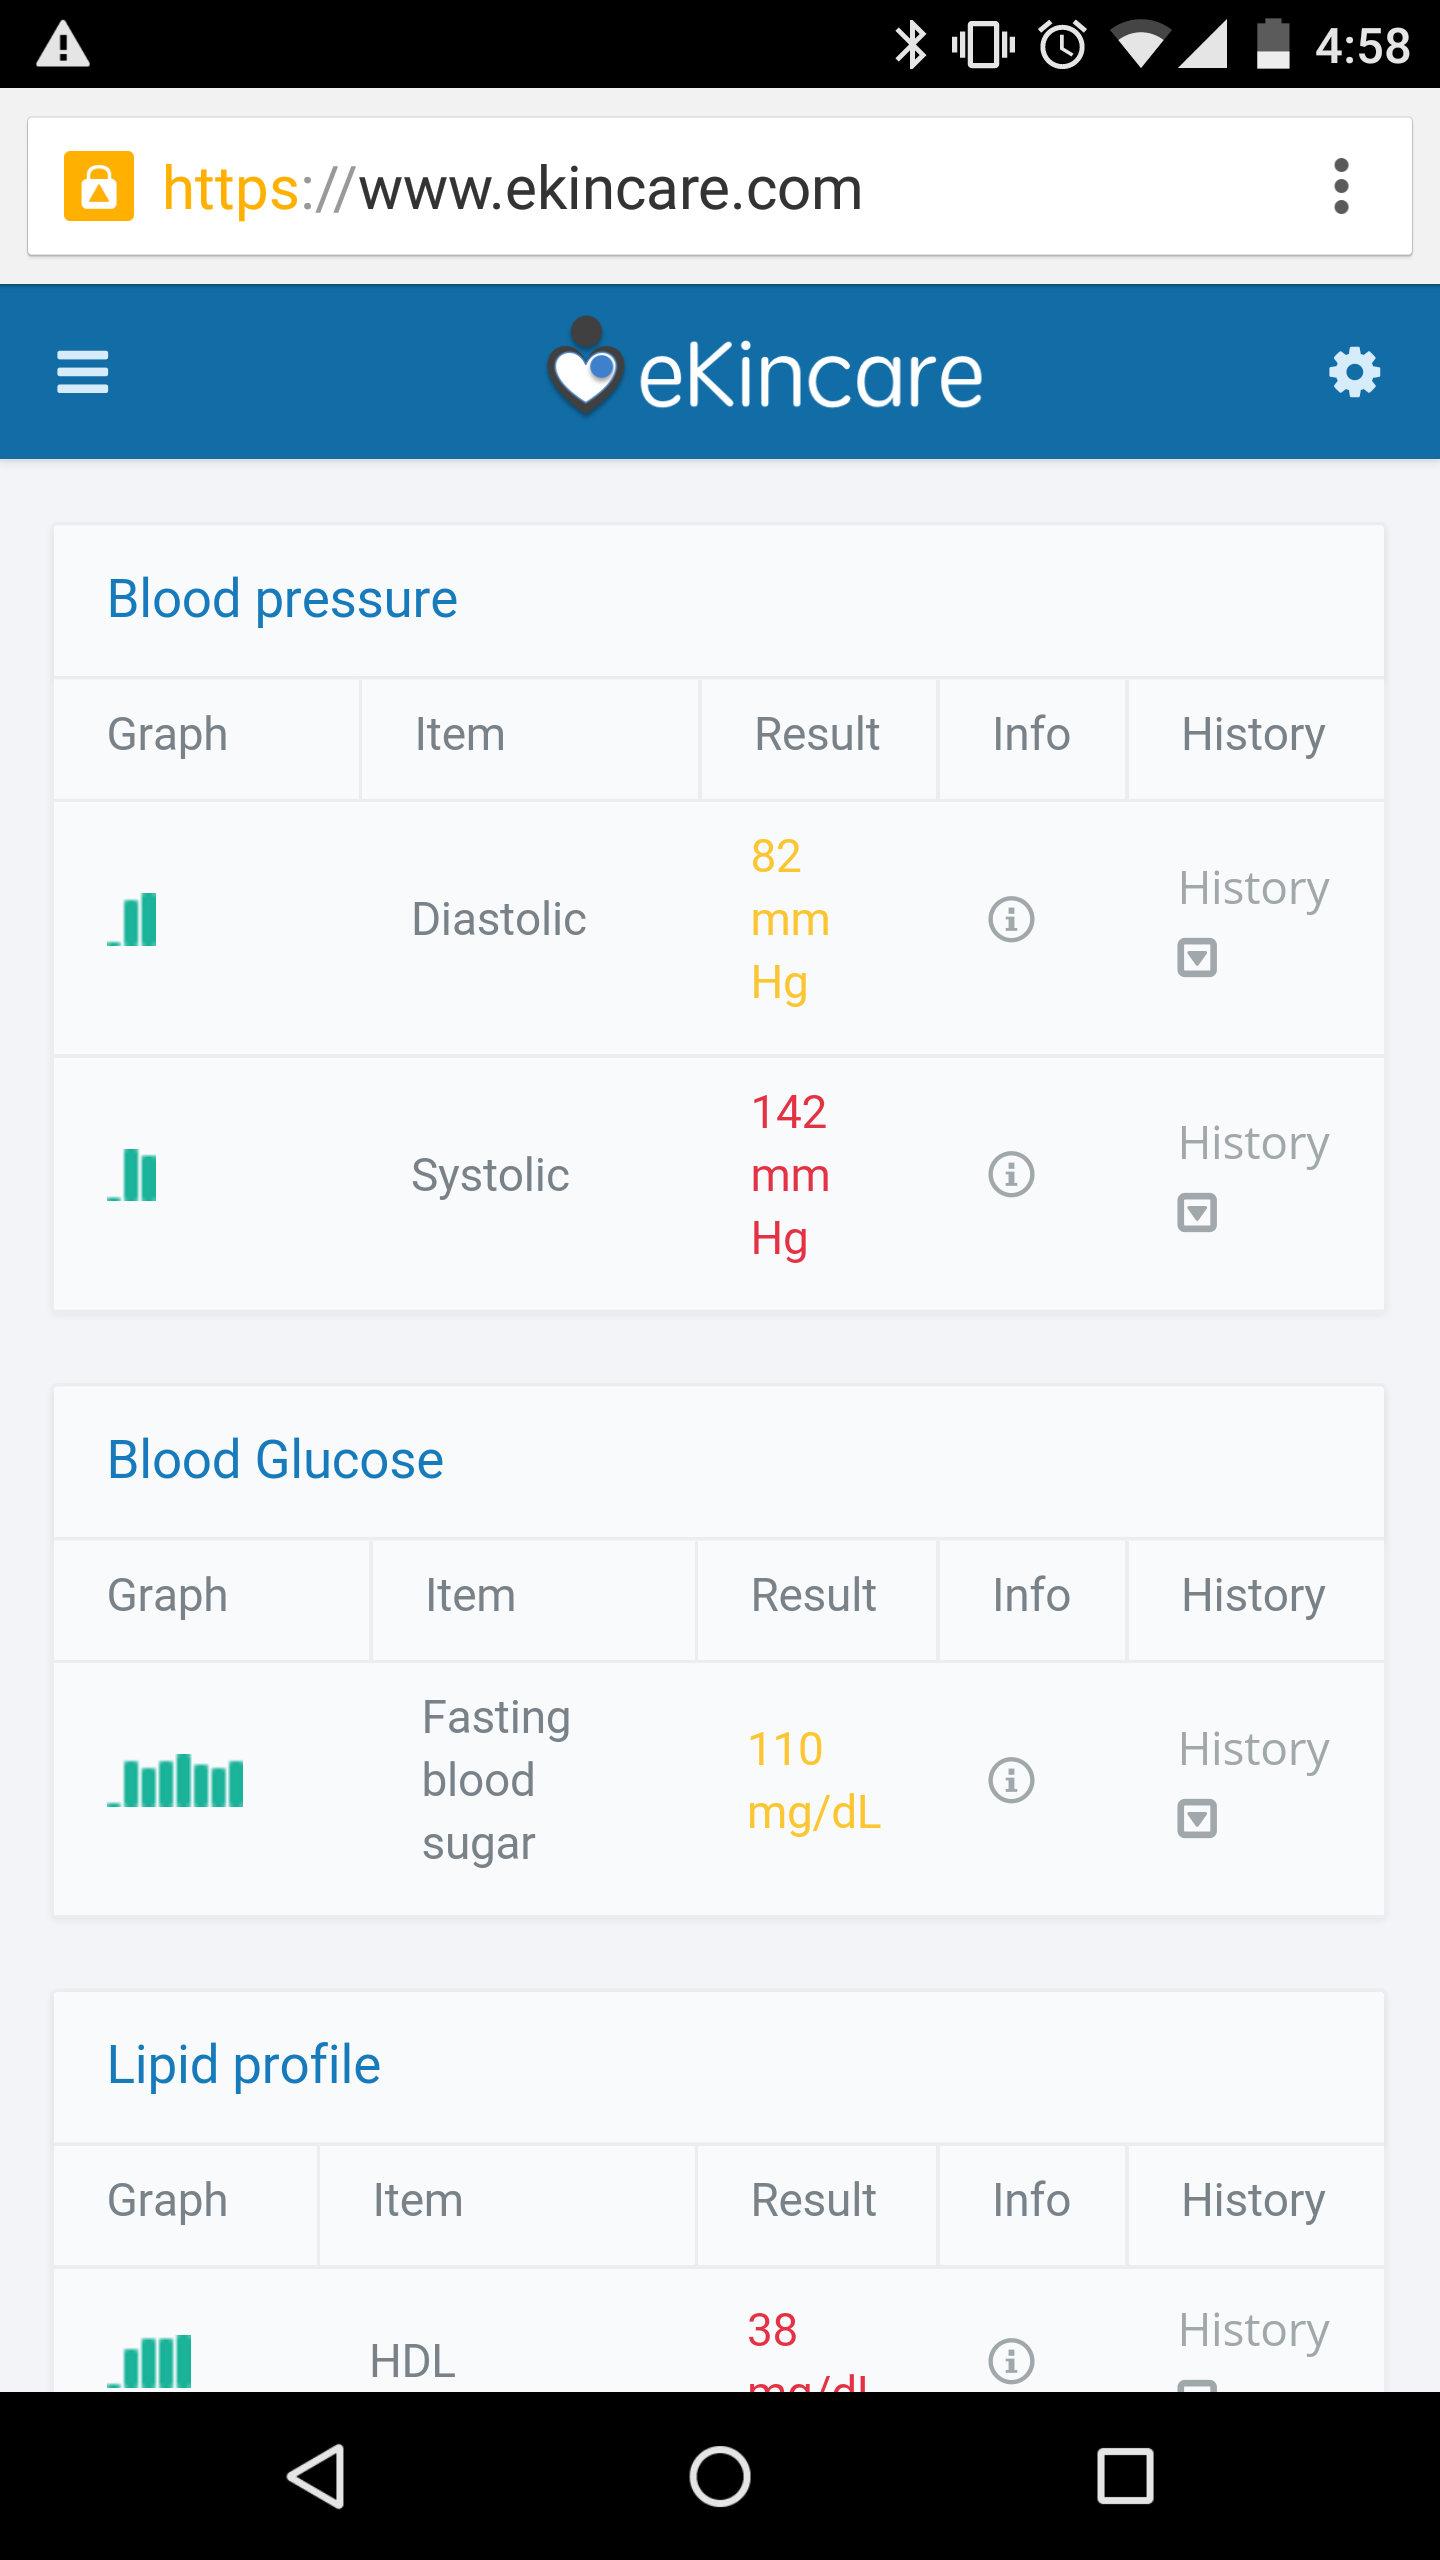 4:58
https://www.ekincare.com
eKincare
Blood pressure
Graph Item Result Info History
Diastolic 82 mm Hg History
Systolic 142 mm Hg History
Blood Glucose
Graph Item Result Info History
Fasting blood sugar 110 mg/dL History
Lipid profile
Graph Item Result Info History
HDL 38 mg/dL History